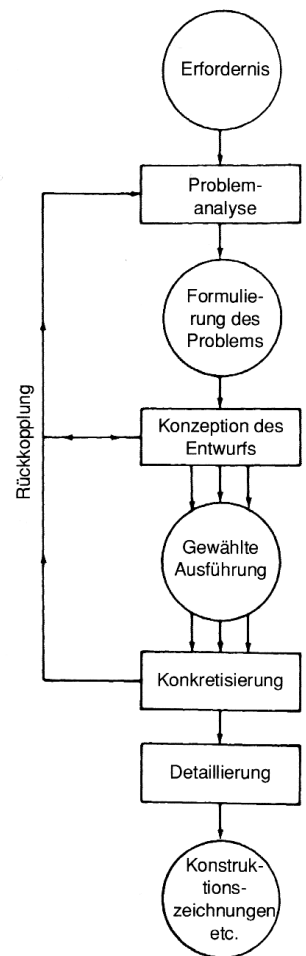 Erfordernis
Problem-
analyse
Formulie-
rung des
Problems
Rückkopplung
Konzeption des
Entwurfs
Gewählte
Ausführung
Konkretisierung
Detaillierung
Konstruk-
tions-
zeichnungen
etc.